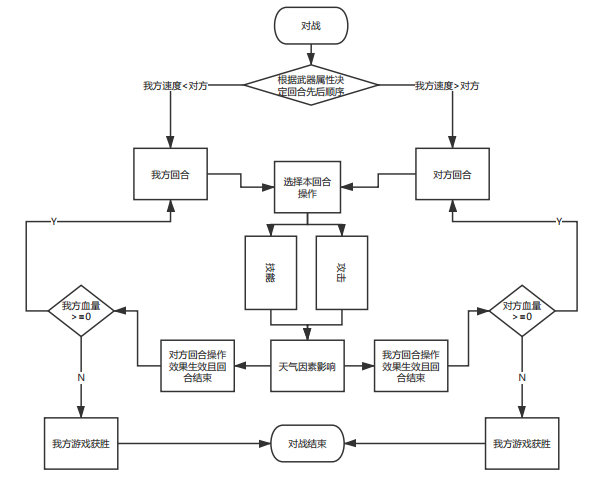 对战
根据武器属性决
定回合先后顺序
我方速度<对方
我方速度>对方
我方回合
选择本回合
操作
对方回合
Y
Y
技能
攻击
我方血量
>=0
对方血量
>=0
对方回合操作
效果生效且回
合结束
天气因素影响
我方回合操作
效果生效且回
合结束
N
N
我方游戏获胜
对战结束
我方游戏获胜